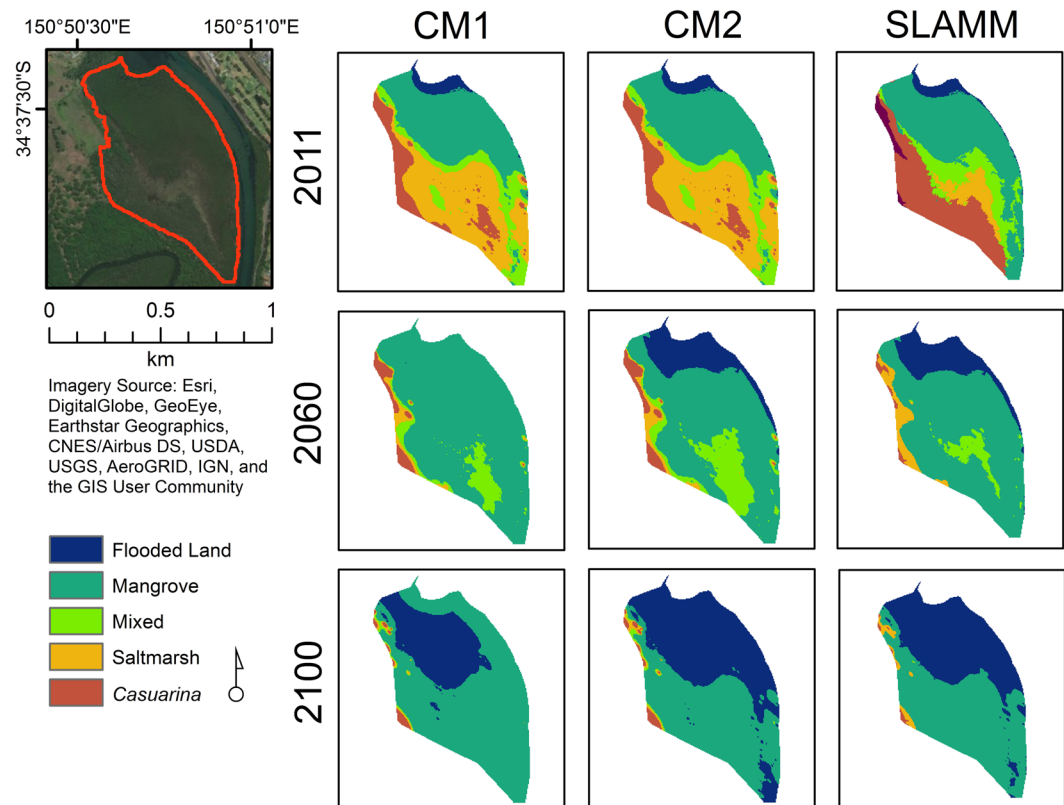 CM1 CM2 SLAMM
150°50'30"E 150°51'0"E
34°37'30"S
2011
0 0.5 1
km
Imagery Source: Esri,
DigitalGlobe, GeoEye,
Earthstar Geographics,
CNES/Airbus DS, USDA,
USGS, AeroGRID, IGN, and
the GIS User Community
2060
Flooded Land
Mangrove
Mixed
Saltmarsh
Casuarina
2100